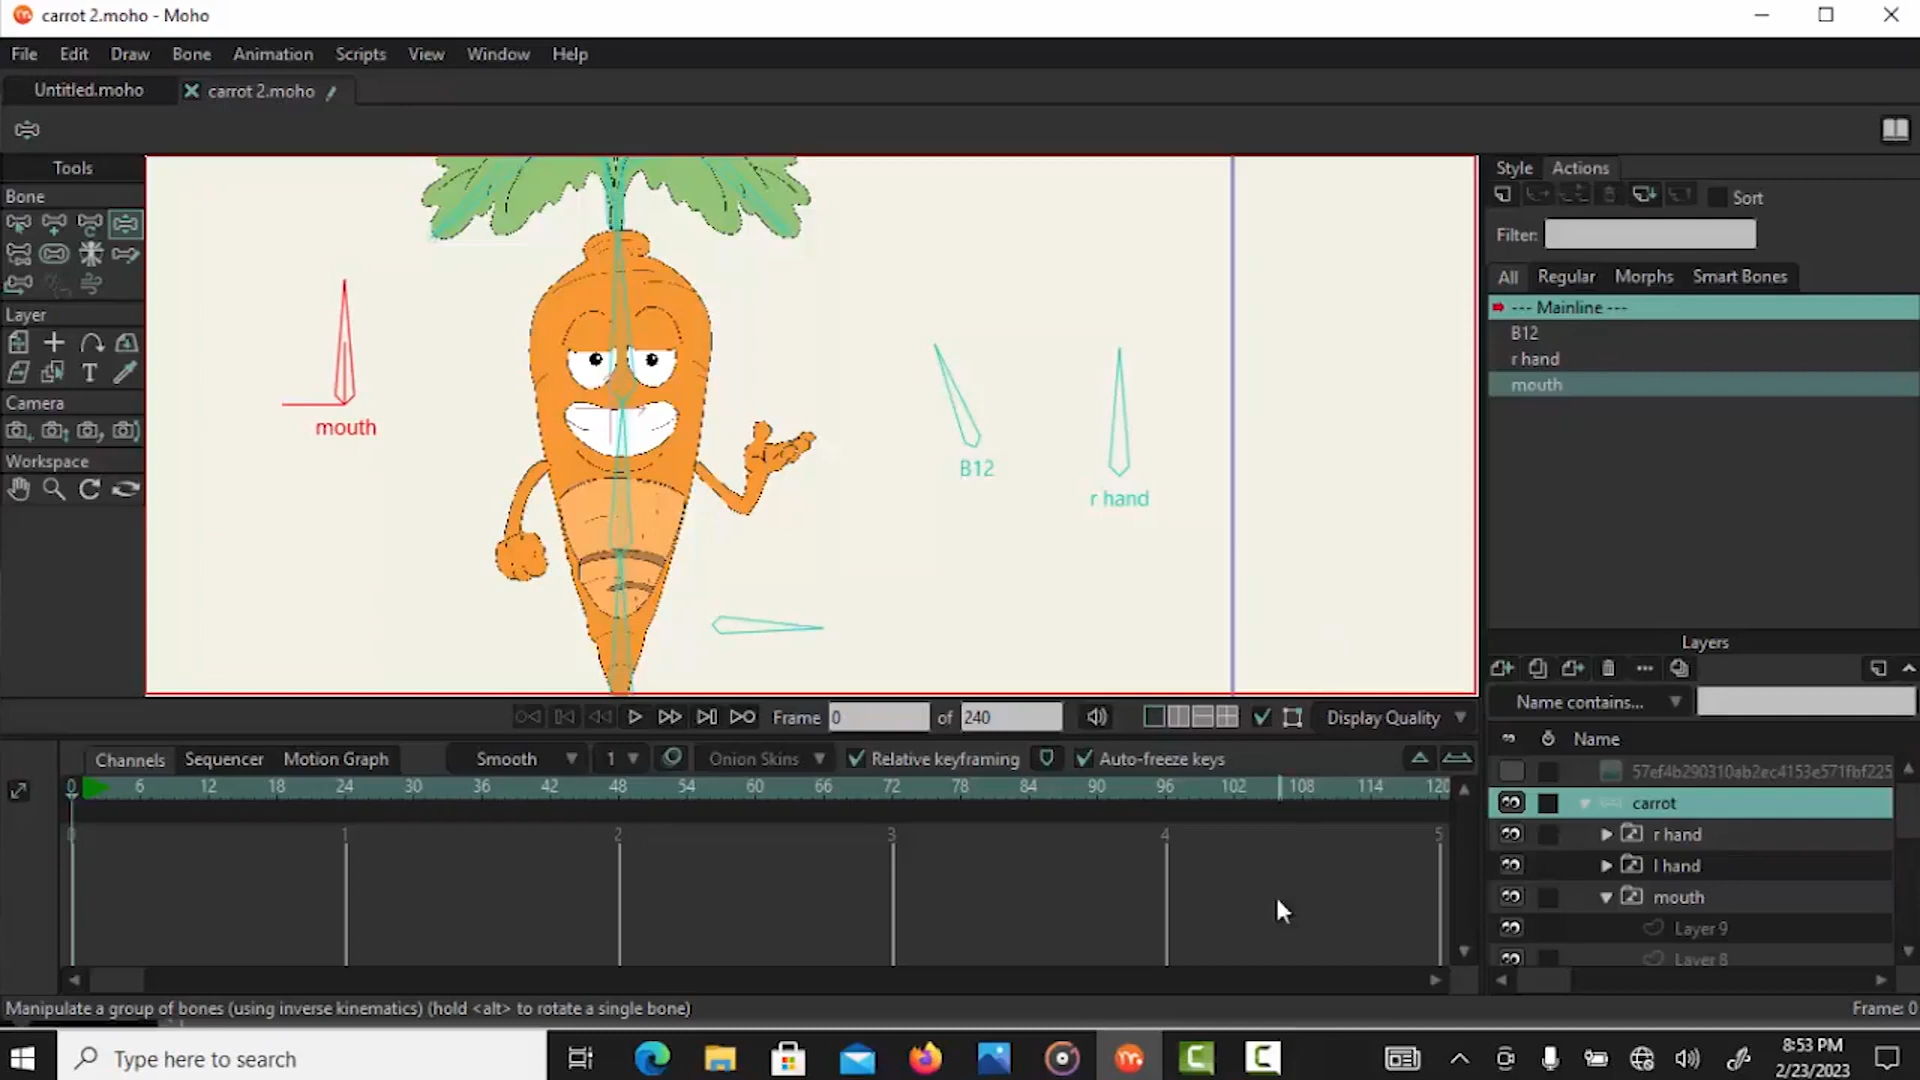 carrot 2.moho - Moho
File Edit Draw Bone Animation Scripts View Window Help
Untitled.moho carrot 2.moho
Tools
Bone
Layer
Camera
Workspace
mouth
B12
r hand
Style Actions
Sort
Filter:
All Regular Morphs Smart Bones
--- Mainline ---
B12
r hand
mouth
Layers
Name contains...
Name
57ef4b290310ab2ec4153e571fbf225
carrot
r hand
l hand
mouth
Layer 9
Layer 8
Frame 0 of 240 Display Quality
Channels Sequencer Motion Graph Smooth 1 Onion Skins Relative keyframing Auto-freeze keys
0 6 12 18 24 30 36 42 48 54 60 66 72 78 84 90 96 102 108 114 120
0 1 2 3 4 5
Manipulate a group of bones (using inverse kinematics) (hold <alt> to rotate a single bone)
Frame: 0
Type here to search
8:53 PM
2/23/2023